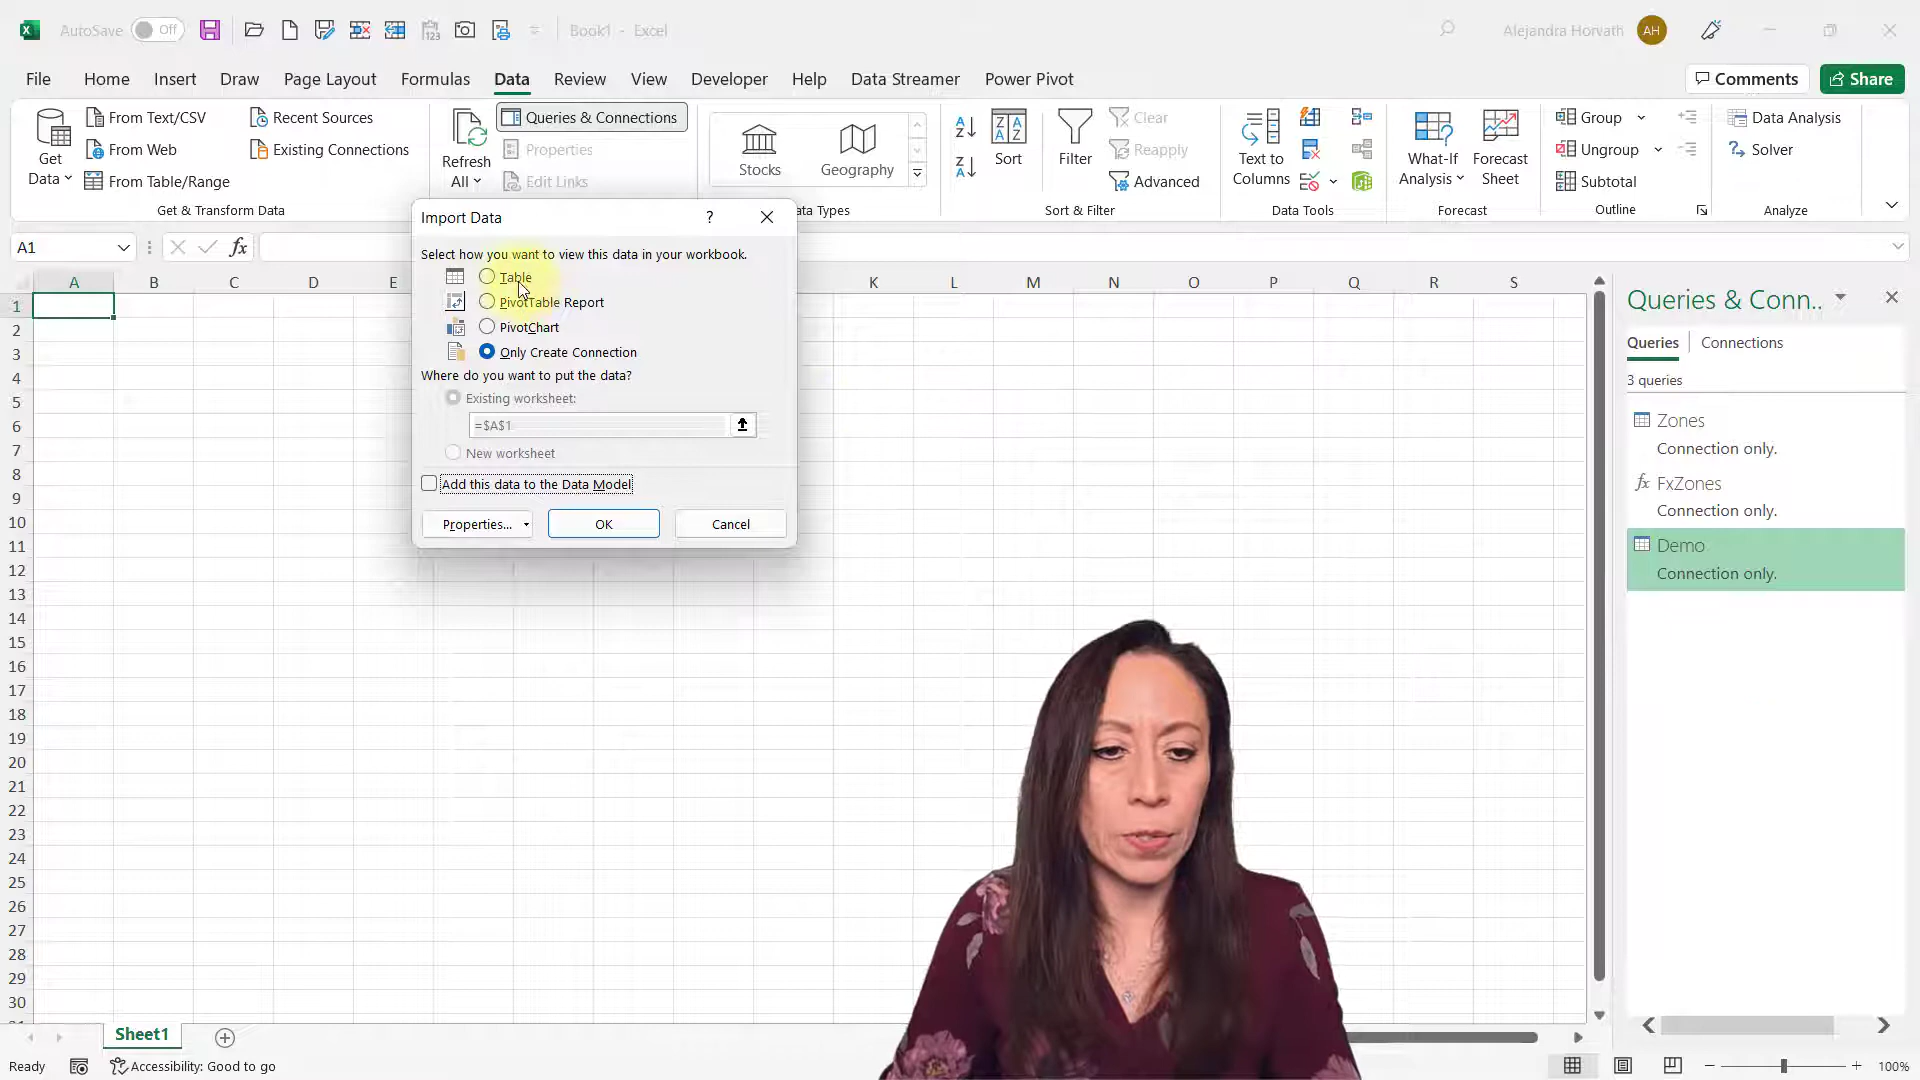 AutoSave Off Book1 - Excel Alejandra Horvath AH
File Home Insert Draw Page Layout Formulas Data Review View Developer Help Data Streamer Power Pivot Comments Share
Get Data
From Text/CSV
From Web
From Table/Range
Recent Sources
Existing Connections
Get & Transform Data
Refresh All
Queries & Connections
Properties
Edit Links
Stocks
Geography
ata Types
Sort
Filter
Clear
Reapply
Advanced
Sort & Filter
Text to Columns
Data Tools
What-If Analysis
Forecast Sheet
Forecast
Group
Ungroup
Subtotal
Outline
Data Analysis
Solver
Analyze
A1 fx
Import Data ?
Select how you want to view this data in your workbook.
Table
PivotTable Report
PivotChart
Only Create Connection
Where do you want to put the data?
Existing worksheet:
=$A$1
New worksheet
Add this data to the Data Model
Properties... OK Cancel
A B C D E K L M N O P Q R S
1
2
3
4
5
6
7
8
9
10
11
12
13
14
15
16
17
18
19
20
21
22
23
24
25
26
27
28
29
30
Queries & Conn..
Queries Connections
3 queries
Zones
Connection only.
fx FxZones
Connection only.
Demo
Connection only.
Sheet1
Ready Accessibility: Good to go 100%